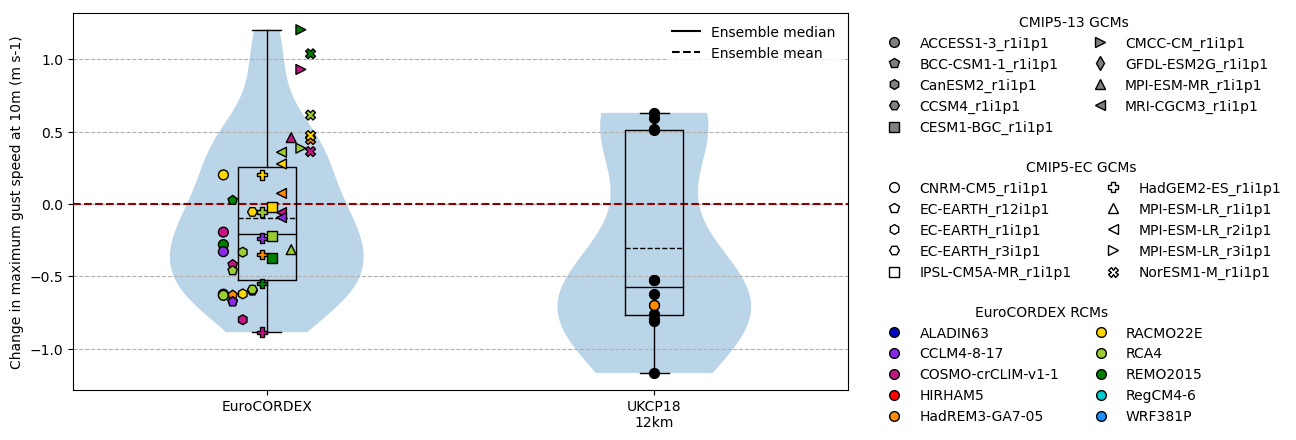 Change in maximum gust speed at 10m (m s-1)
1.0
0.5
0.0
−0.5
−1.0
EuroCORDEX
UKCP18
12km
Ensemble median
Ensemble mean
CMIP5-13 GCMs
ACCESS1-3_r1i1p1
CMCC-CM_r1i1p1
BCC-CSM1-1_r1i1p1
GFDL-ESM2G_r1i1p1
CanESM2_r1i1p1
MPI-ESM-MR_r1i1p1
CCSM4_r1i1p1
MRI-CGCM3_r1i1p1
CESM1-BGC_r1i1p1
CMIP5-EC GCMs
CNRM-CM5_r1i1p1
HadGEM2-ES_r1i1p1
EC-EARTH_r12i1p1
MPI-ESM-LR_r1i1p1
EC-EARTH_r1i1p1
MPI-ESM-LR_r2i1p1
EC-EARTH_r3i1p1
MPI-ESM-LR_r3i1p1
IPSL-CM5A-MR_r1i1p1
NorESM1-M_r1i1p1
EuroCORDEX RCMs
ALADIN63
RACMO22E
CCLM4-8-17
RCA4
COSMO-crCLIM-v1-1
REMO2015
HIRHAM5
RegCM4-6
HadREM3-GA7-05
WRF381P